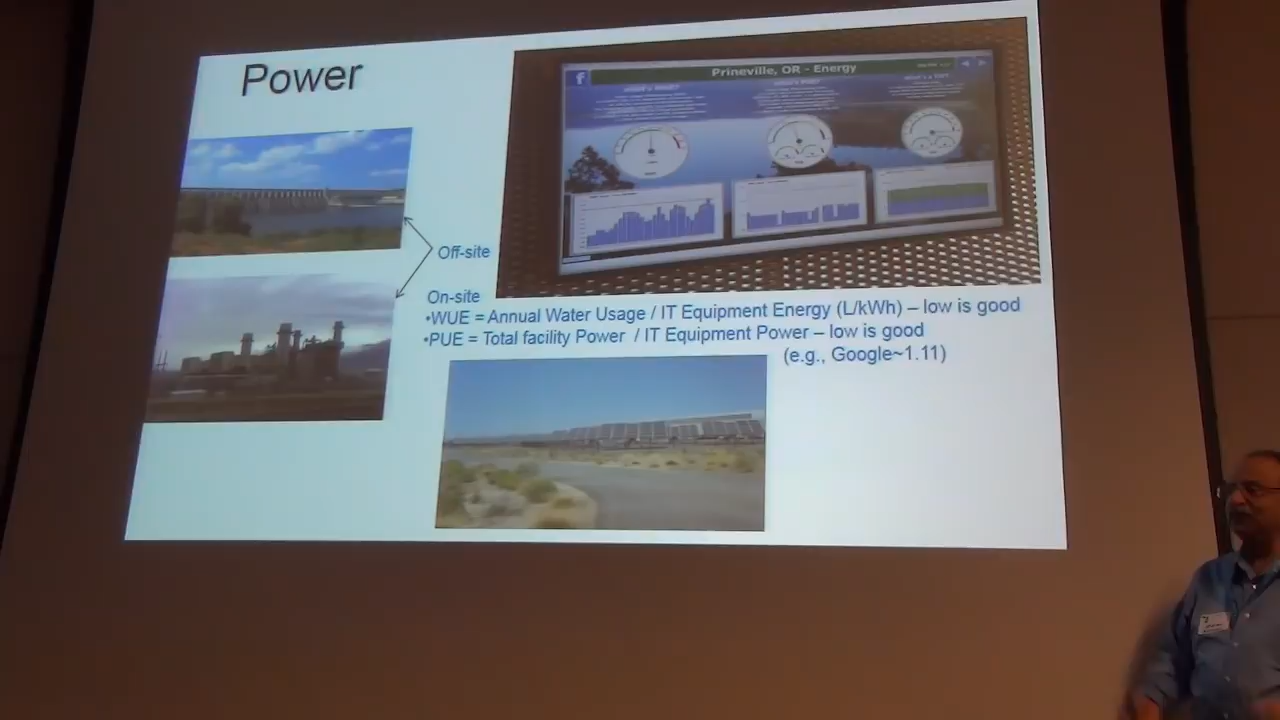 Power
f
Prineville, OR - Energy
Off-site
On-site
•WUE = Annual Water Usage / IT Equipment Energy (L/kWh) – low is good
•PUE = Total facility Power / IT Equipment Power – low is good
(e.g., Google~1.11)